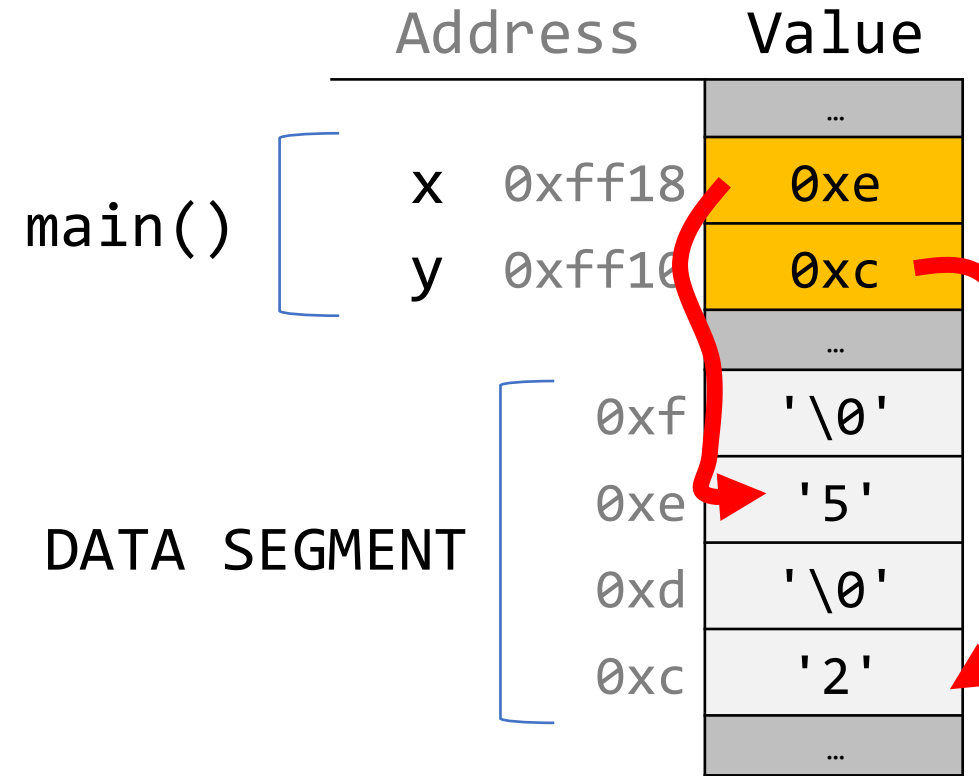 Address Value
…
x 0xff18 0xe
main()
y 0xff10 0xc
…
0xf '\0'
0xe '5'
DATA SEGMENT
0xd '\0'
0xc '2'
…